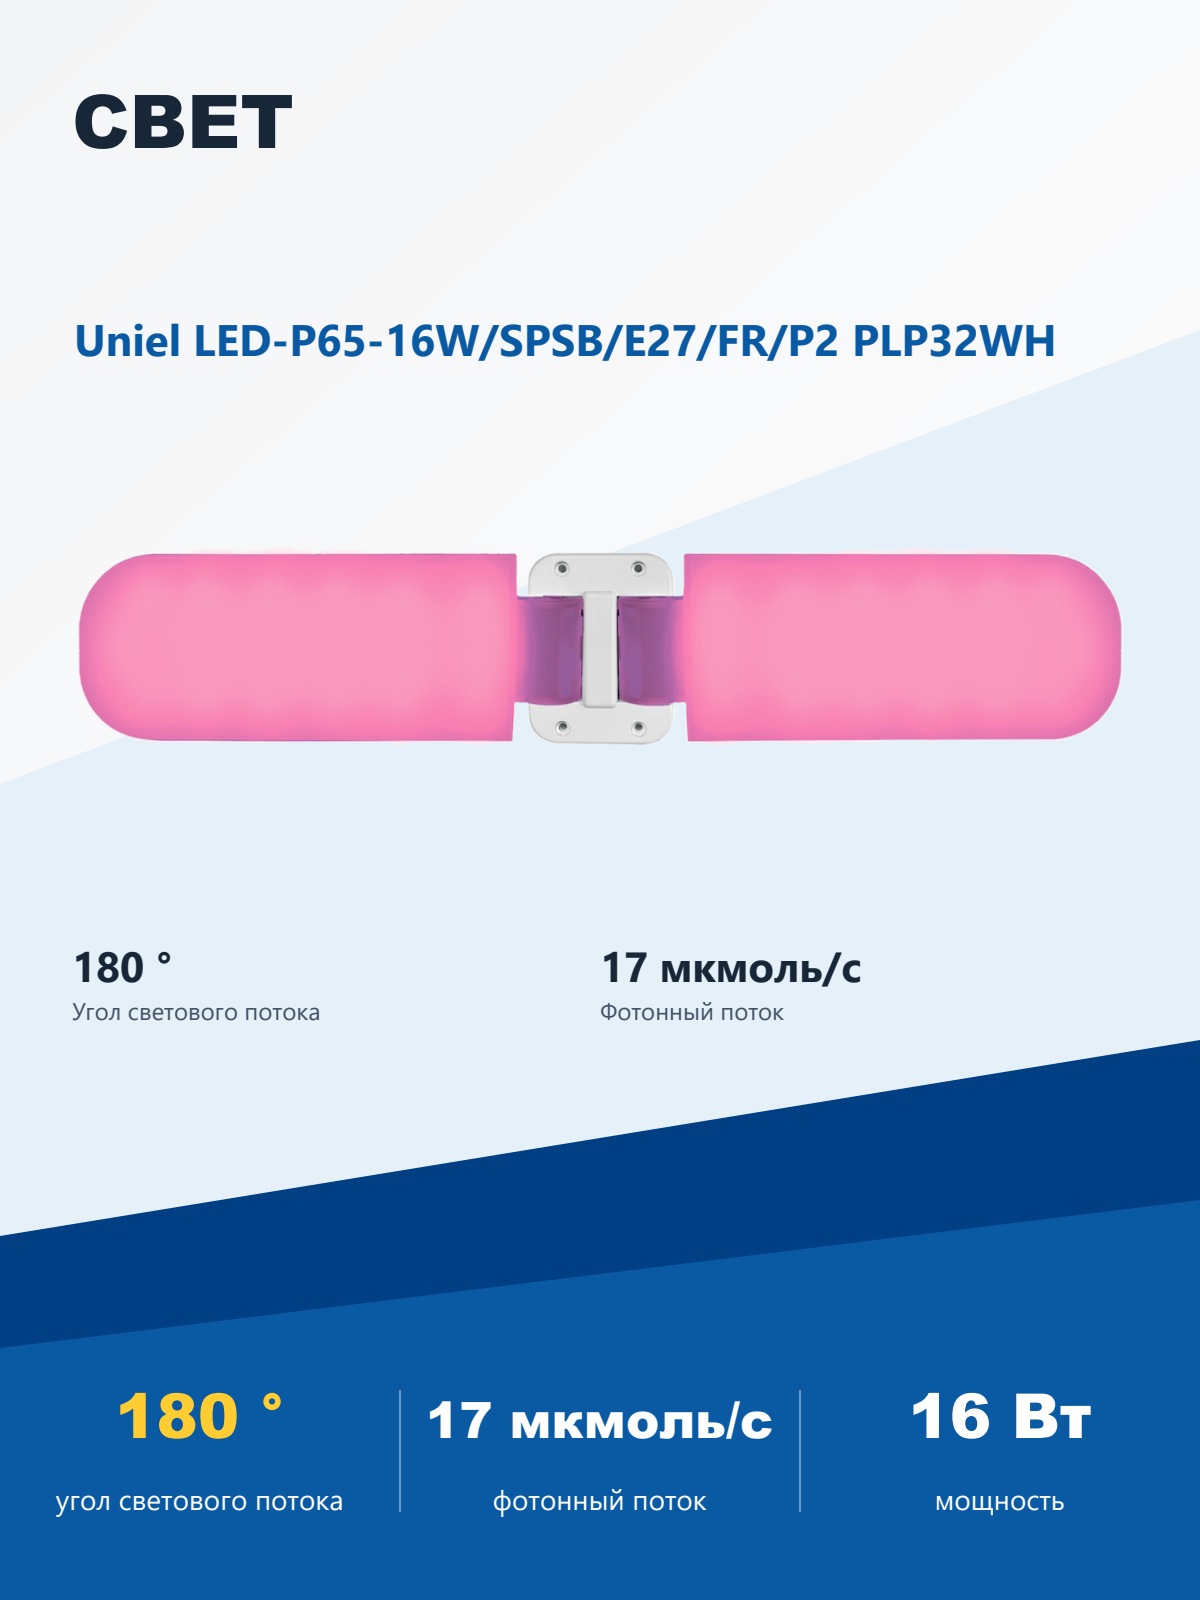 СВЕТ
Uniel LED-P65-16W/SPSB/E27/FR/P2 PLP32WH
180 °
Угол светового потока
17 мкмоль/с
Фотонный поток
180 °
угол светового потока
17 мкмоль/с
фотонный поток
16 Вт
мощность